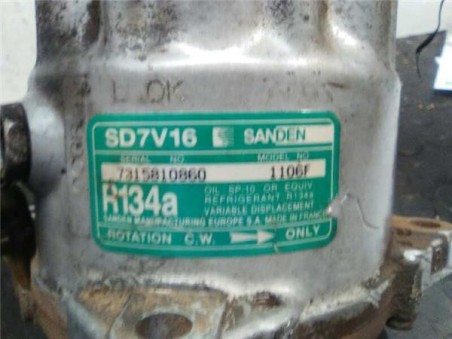 L OK
SD7V16 SANDEN
SERIAL NO MODEL NO
7315810860 1106F
R134a
OIL SP-10 OR EQUIV
REFRIGERANT R134a
VARIABLE DISPLACEMENT
SANDEN MANUFACTURING EUROPE S.A. MADE IN FRANCE
ROTATION C.W. ONLY